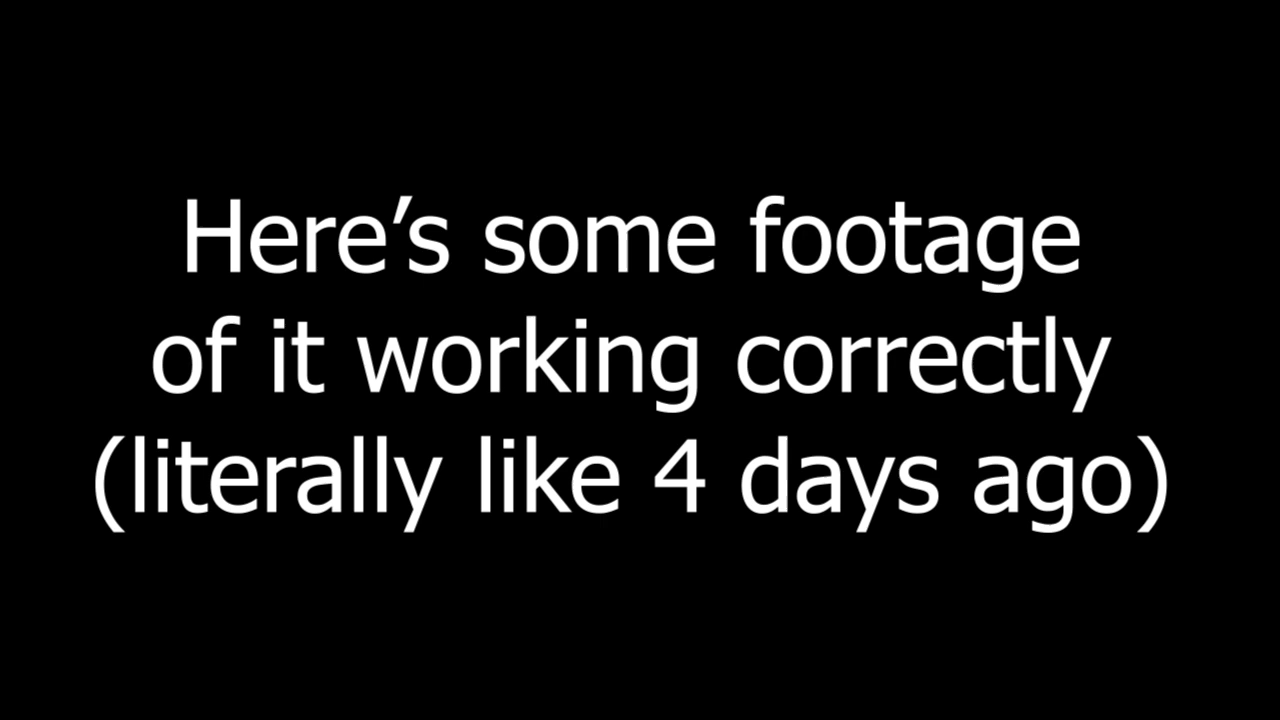 Here’s some footage
of it working correctly
(literally like 4 days ago)